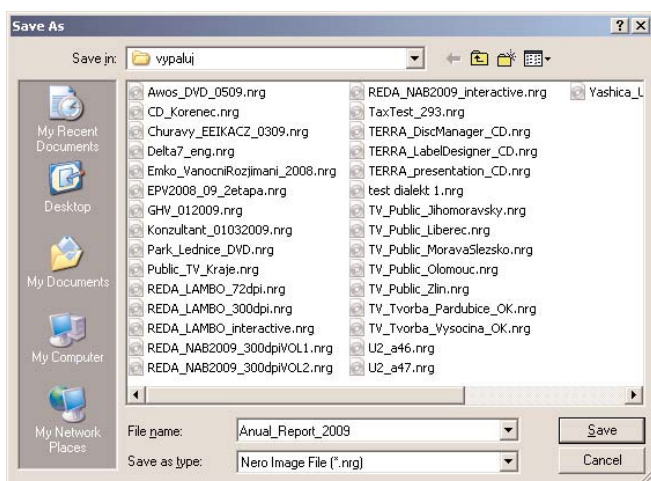 Save As
Save in:
vypaluj
My Recent
Documents
Desktop
My Documents
My Computer
My Network
Places
Awos_DVD_0509.nrg
CD_Korenec.nrg
Churavy_EEIKACZ_0309.nrg
Delta7_eng.nrg
Emko_VanocniRozjimani_2008.nrg
EPV2008_09_2etapa.nrg
GHV_012009.nrg
Konzultant_01032009.nrg
Park_Lednice_DVD.nrg
Public_TV_Kraje.nrg
REDA_LAMBO_72dpi.nrg
REDA_LAMBO_300dpi.nrg
REDA_LAMBO_interactive.nrg
REDA_NAB2009_300dpiVOL1.nrg
REDA_NAB2009_300dpiVOL2.nrg
REDA_NAB2009_interactive.nrg
TaxTest_293.nrg
TERRA_DiscManager_CD.nrg
TERRA_LabelDesigner_CD.nrg
TERRA_presentation_CD.nrg
test dialekt 1.nrg
TV_Public_Jihomoravsky.nrg
TV_Public_Liberec.nrg
TV_Public_MoravaSlezsko.nrg
TV_Public_Olomouc.nrg
TV_Public_Zlin.nrg
TV_Tvorba_Pardubice_OK.nrg
TV_Tvorba_Vysocina_OK.nrg
U2_a46.nrg
U2_a47.nrg
Yashica_L
File name:
Anual_Report_2009
Save
Save as type:
Nero Image File (*.nrg)
Cancel